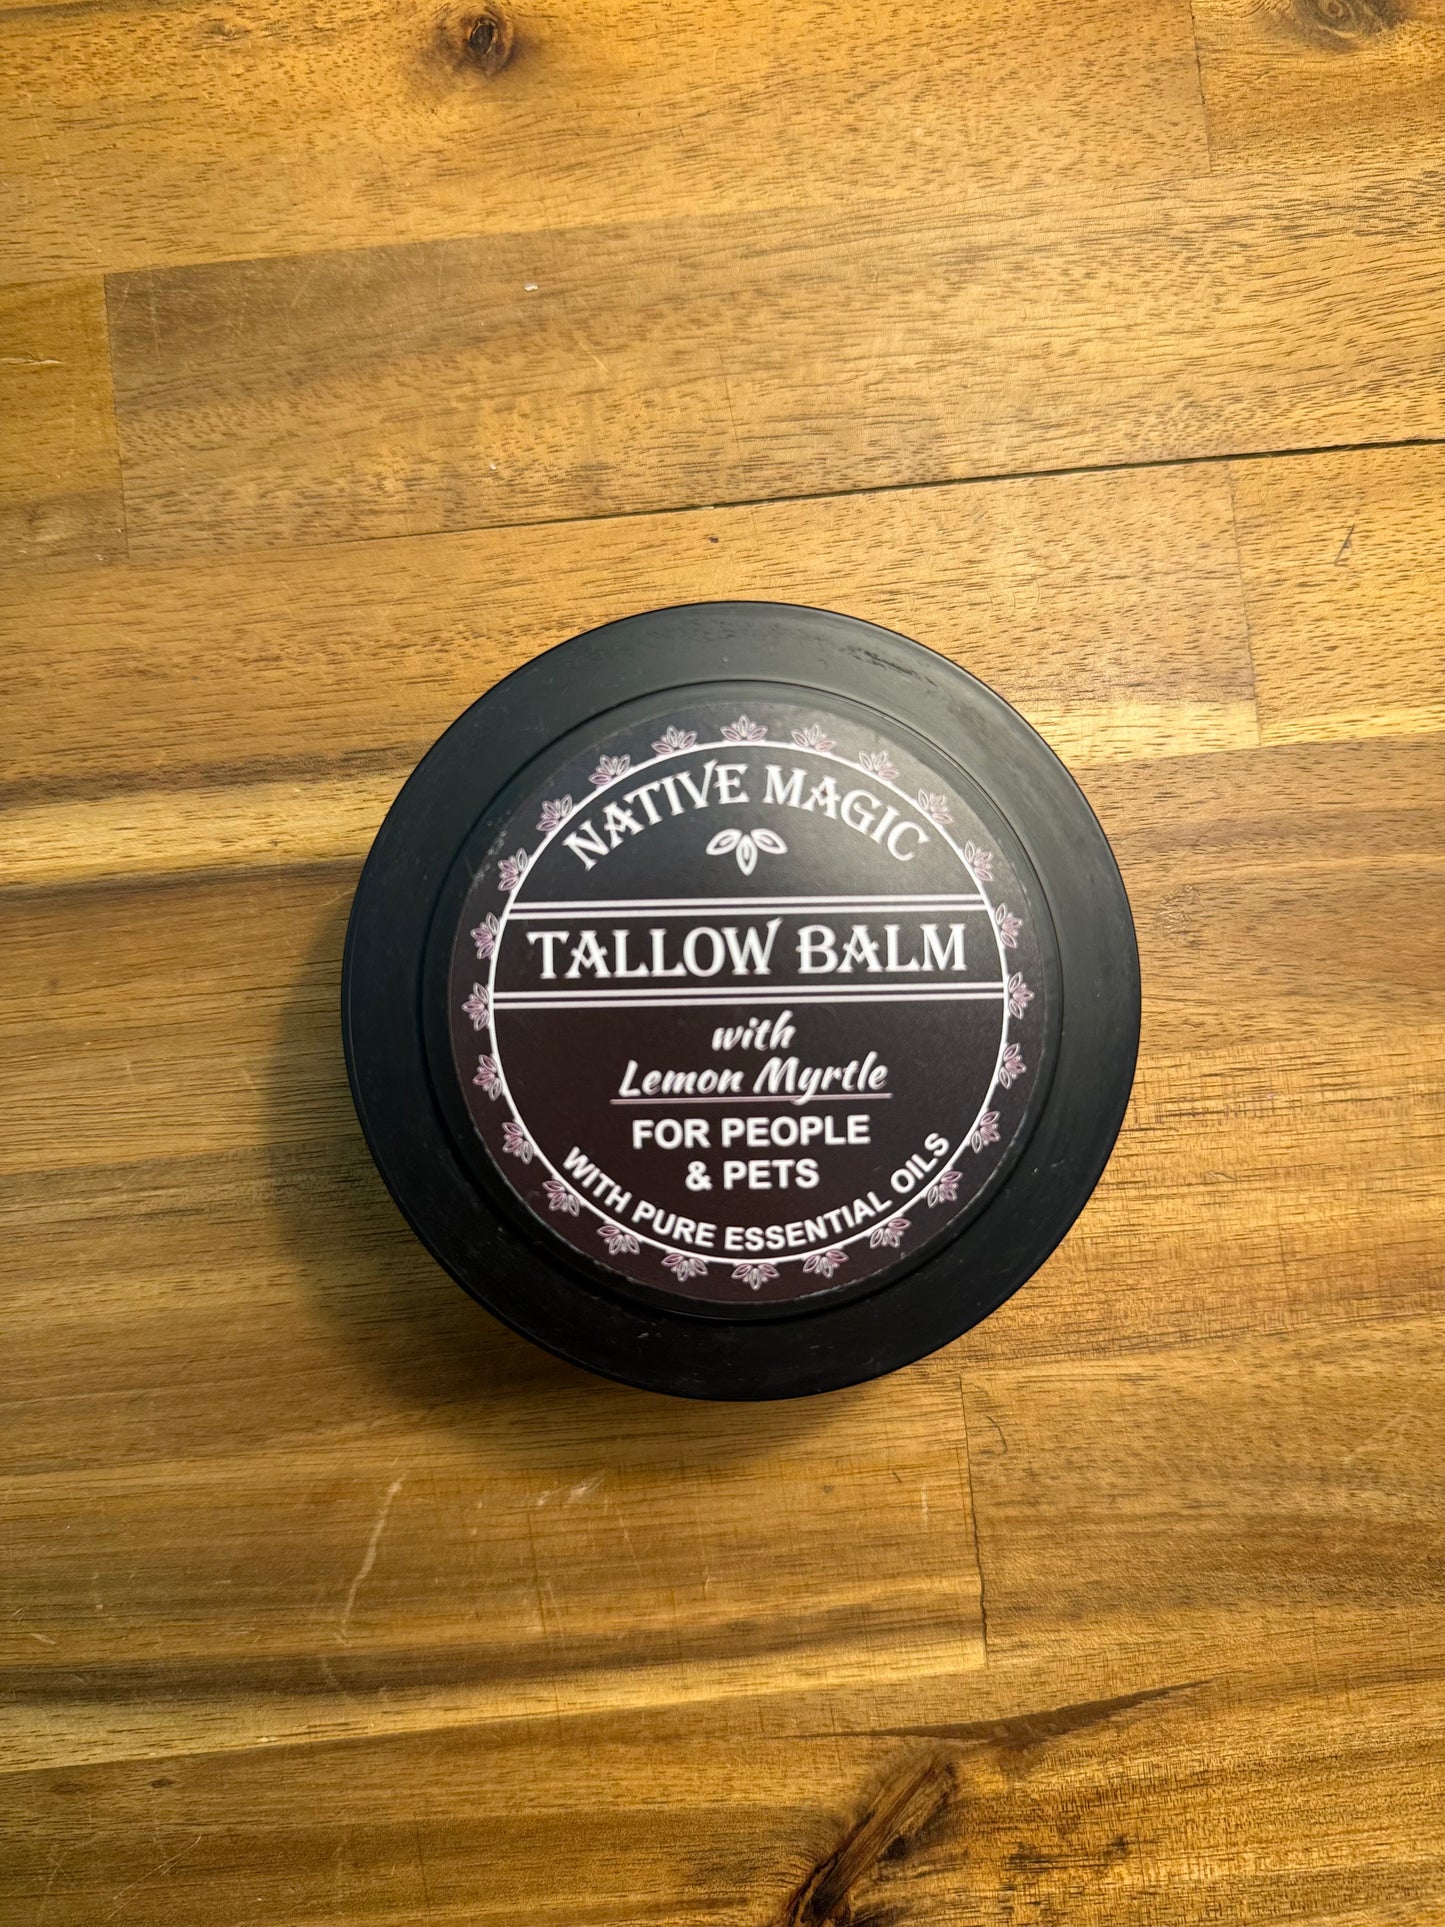 NATIVE MAGIC
TALLOW BALM
with
Lemon Myrtle
FOR PEOPLE
& PETS
WITH PURE ESSENTIAL OILS